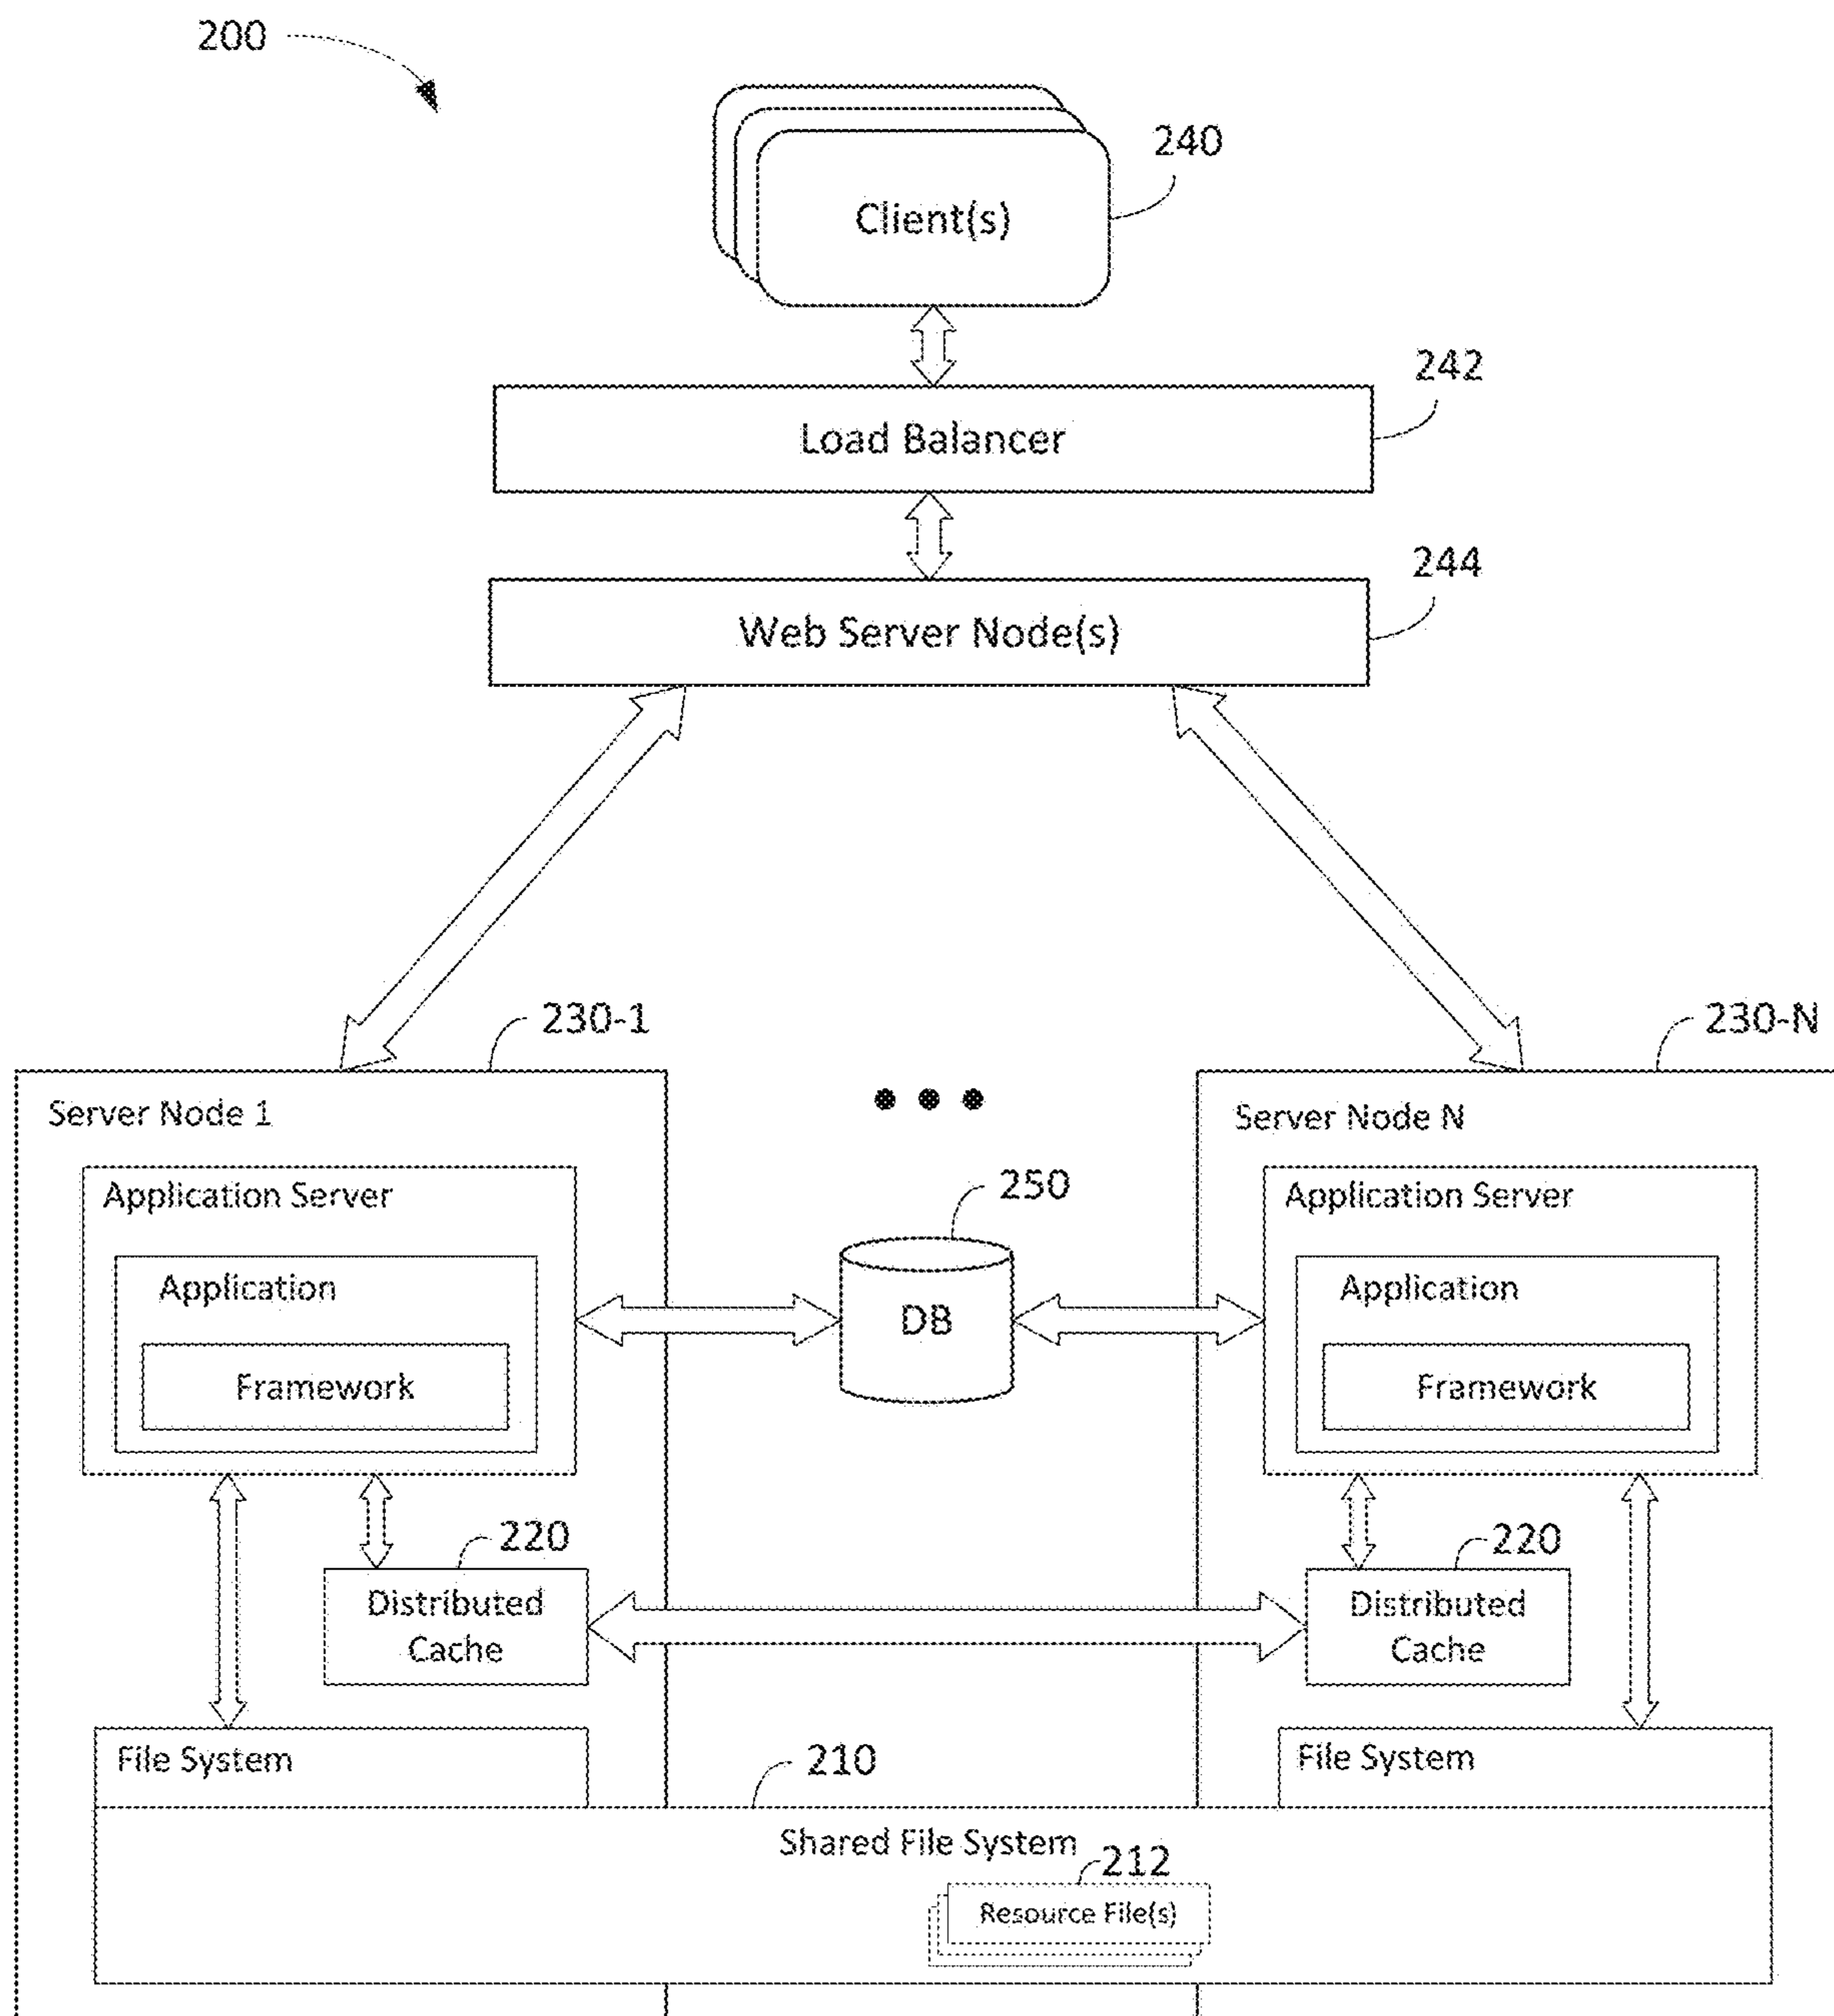 200
240
Client(s)
242
Load Balancer
244
Web Server Node(s)
230-1
230-N
Server Node 1
Server Node N
Application Server
Application Server
250
Application
Application
DB
Framework
Framework
220
220
Distributed
Cache
Distributed
Cache
File System
210
File System
Shared File System
212
Resource File(s)